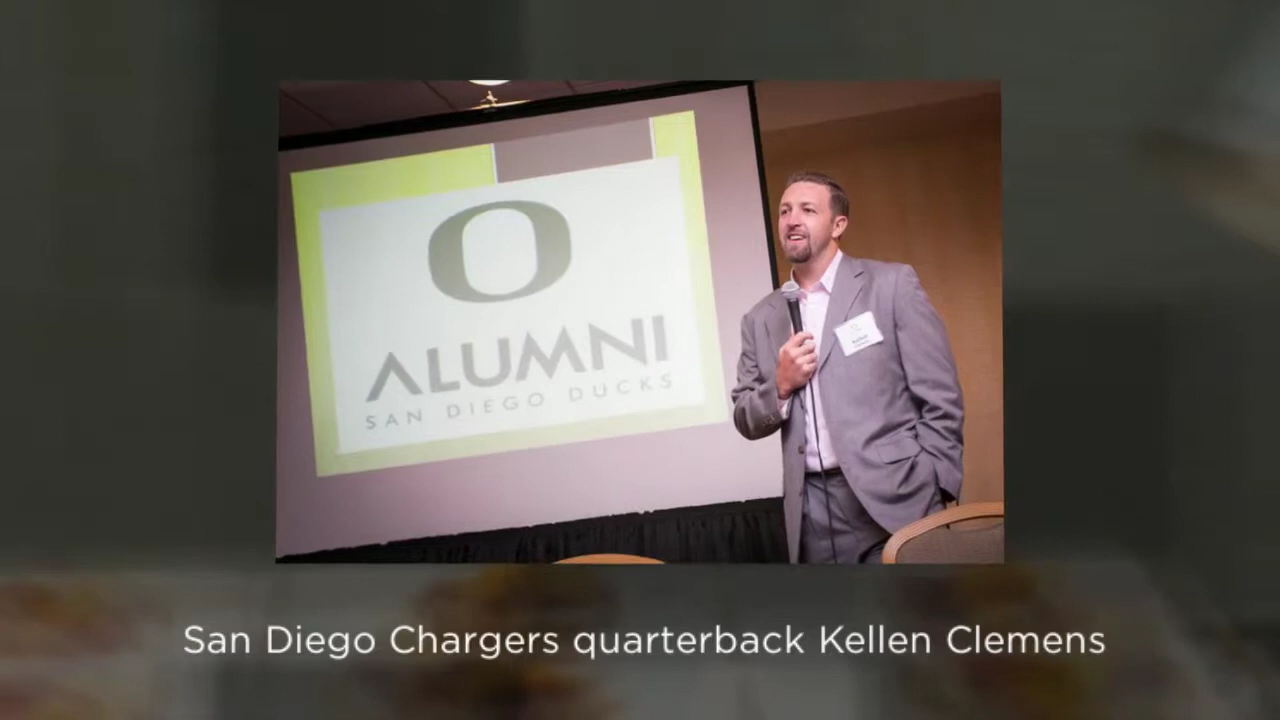 O
ALUMNI
SAN DIEGO DUCKS
San Diego Chargers quarterback Kellen Clemens